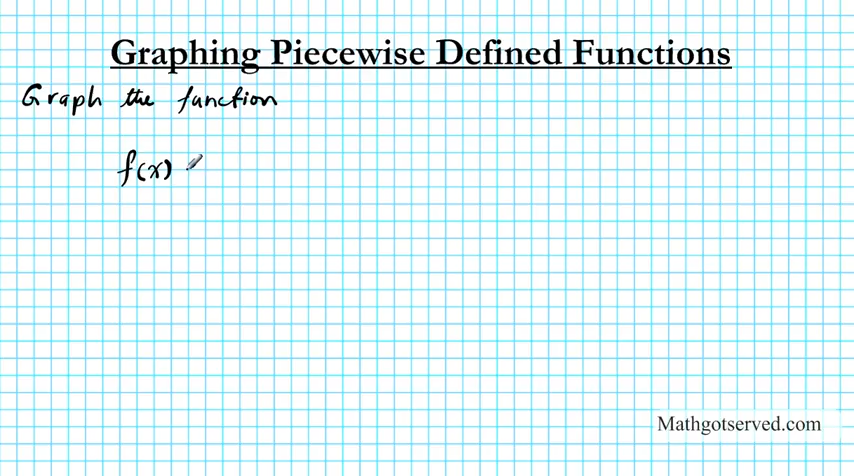 Graphing Piecewise Defined Functions
Graph the function
f(x)
Mathgotserved.com